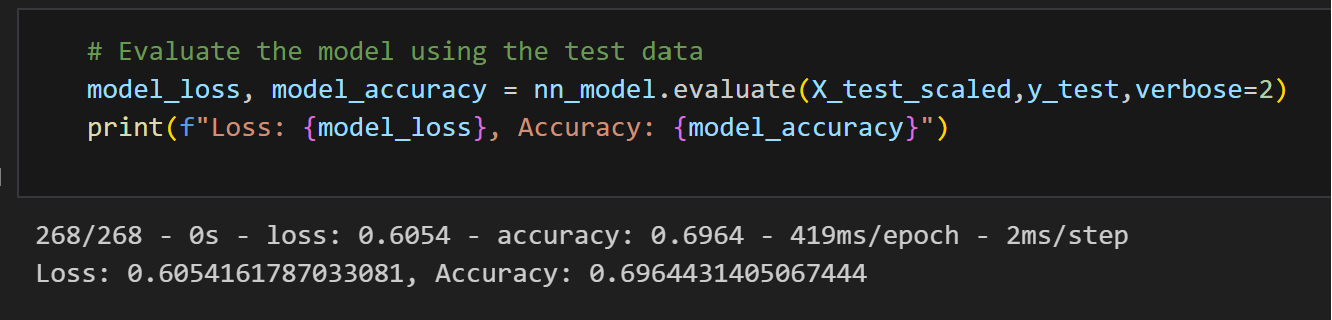 # Evaluate the model using the test data
model_loss, model_accuracy = nn_model.evaluate(X_test_scaled,y_test,verbose=2)
print(f"Loss: {model_loss}, Accuracy: {model_accuracy}")
268/268 - 0s - loss: 0.6054 - accuracy: 0.6964 - 419ms/epoch - 2ms/step
Loss: 0.6054161787033081, Accuracy: 0.6964431405067444